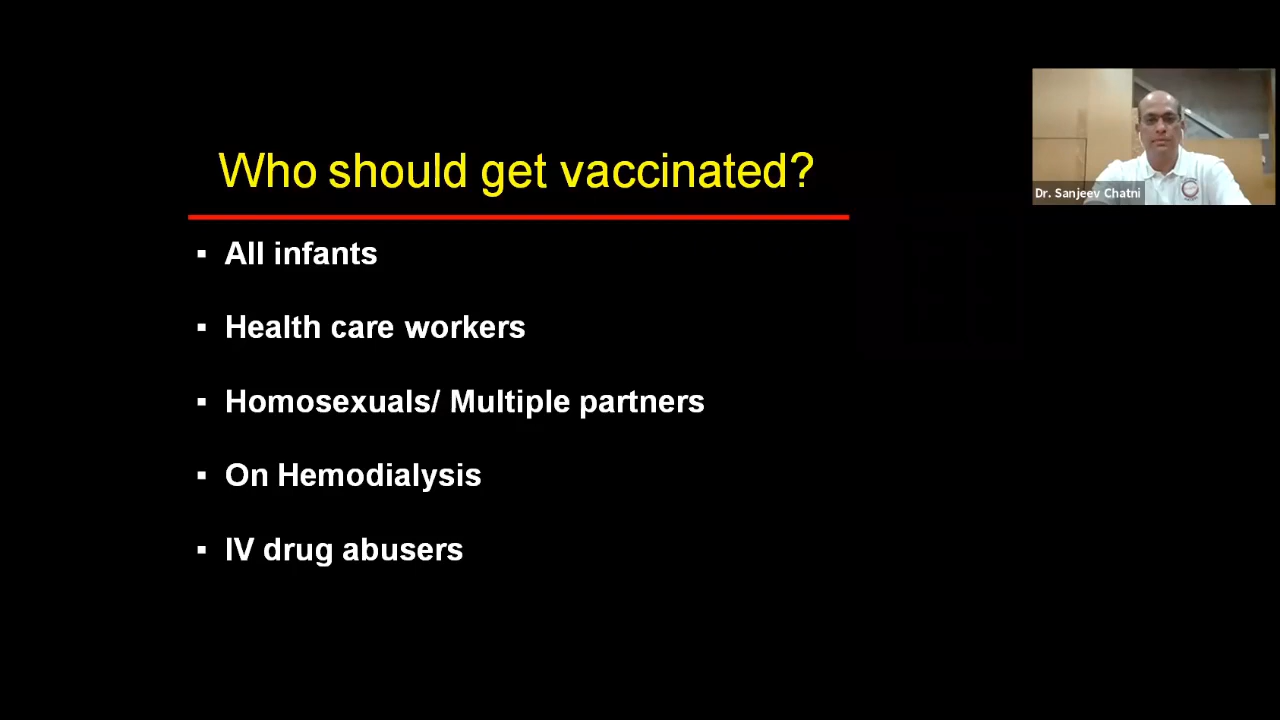 Who should get vaccinated?
▪ All infants
▪ Health care workers
▪ Homosexuals/ Multiple partners
▪ On Hemodialysis
▪ IV drug abusers
Dr. Sanjeev Chatni